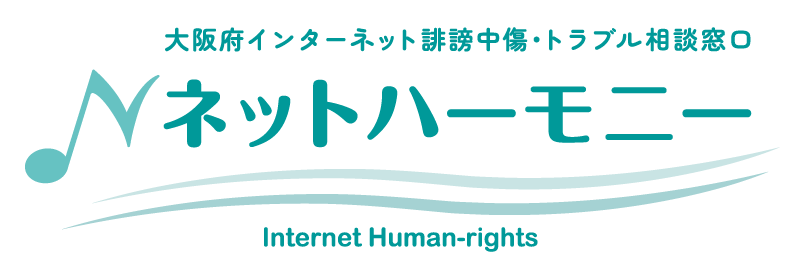 大阪府インターネット誹謗中傷・トラブル相談窓口
ネットハーモニー
Internet Human-rights